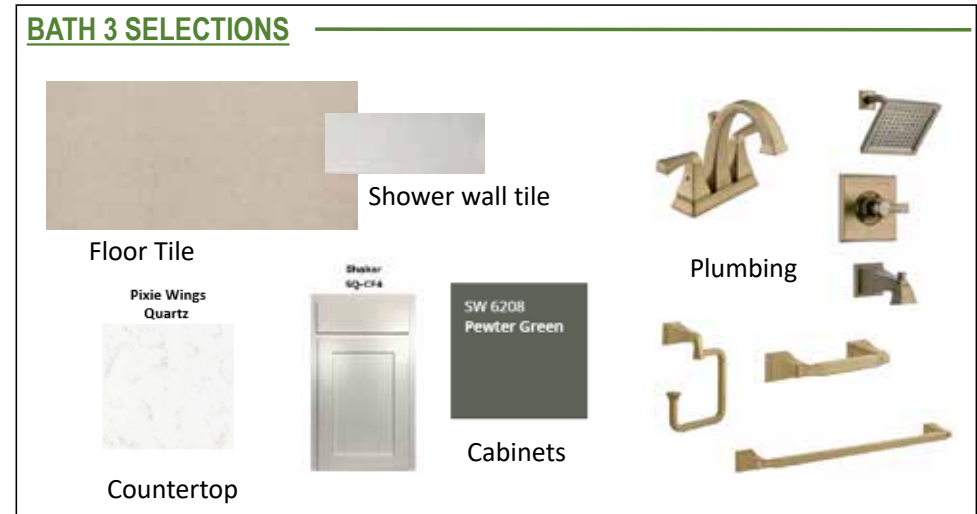 BATH 3 SELECTIONS
Shower wall tile
Floor Tile
Plumbing
Pixie Wings
Quartz
Shaker
SQ-CF6
SW 6208
Pewter Green
Cabinets
Countertop